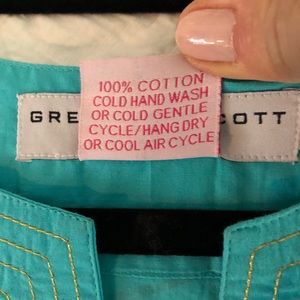 100% COTTON
COLD HAND WASH
OR COLD GENTLE
CYCLE/HANG DRY
OR COOL AIR CYCLE
GRE COTT